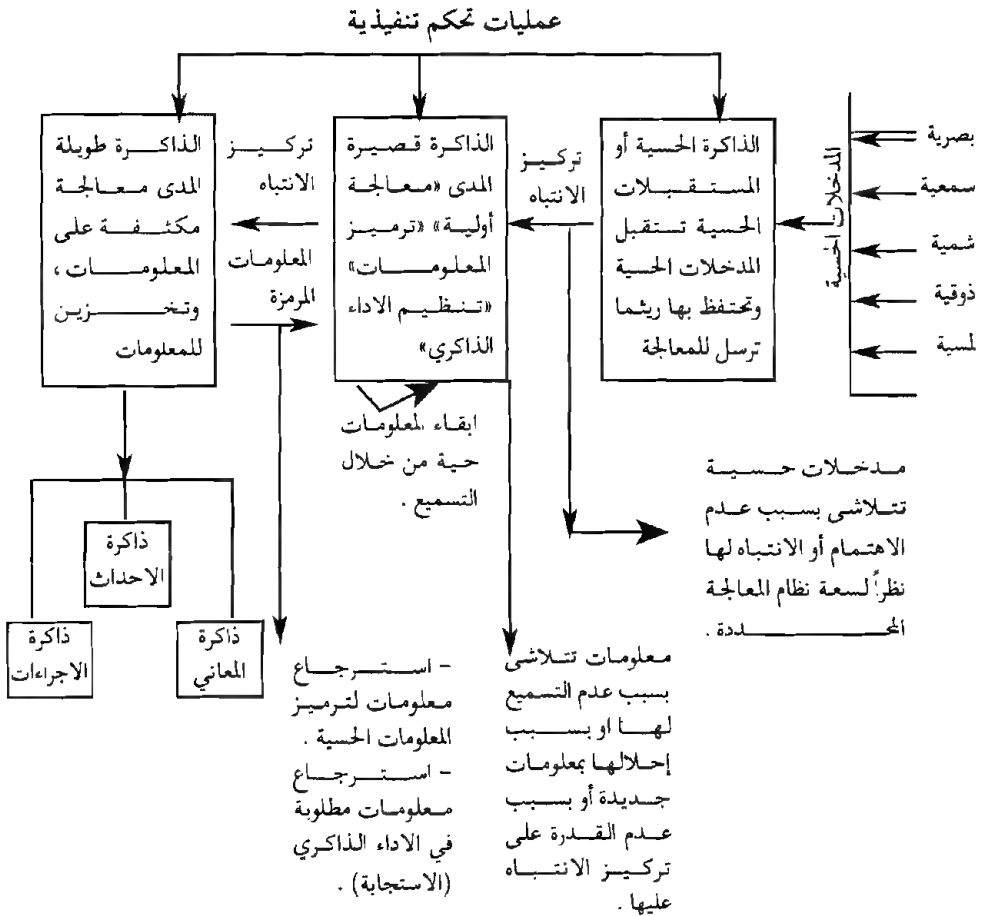 عمليات تحكم تنفيذية
المدخلات الحسية
بصرية
سمعية
شمية
ذوقية
لمسية
الذاكرة الحسية أو
المستقبلات
الحسية تستقبل
المدخلات الحسية
وتحتفظ بها ريثما
ترسل للمعالجة
تركيز
الانتباه
الذاكرة قصيرة
المدى «معالجة
أولية» «ترميز
المعلومات»
«تنظيم الاداء
الذاكري»
تركيز
الانتباه
المعلومات
المرمزة
الذاكرة طويلة
المدى معالجة
مكثفة على
المعلومات،
وتخزين
للمعلومات
ابقاء المعلومات
حية من خلال
التسميع .
مدخلات حسية
تتلاشى بسبب عدم
الاهتمام أو الانتباه لها
نظراً لسعة نظام المعالجة
المحددة .
ذاكرة
الاحداث
ذاكرة
المعاني
ذاكرة
الاجراءات
معلومات تتلاشى
بسبب عدم التسميع
لها او بسبب
إحلالها بمعلومات
جديدة أو بسبب
عدم القدرة على
تركيز الانتباه
عليها .
– استرجاع
معلومات لترميز
المعلومات الحسية .
– استرجاع
معلومات مطلوبة
في الاداء الذاكري
(الاستجابة) .